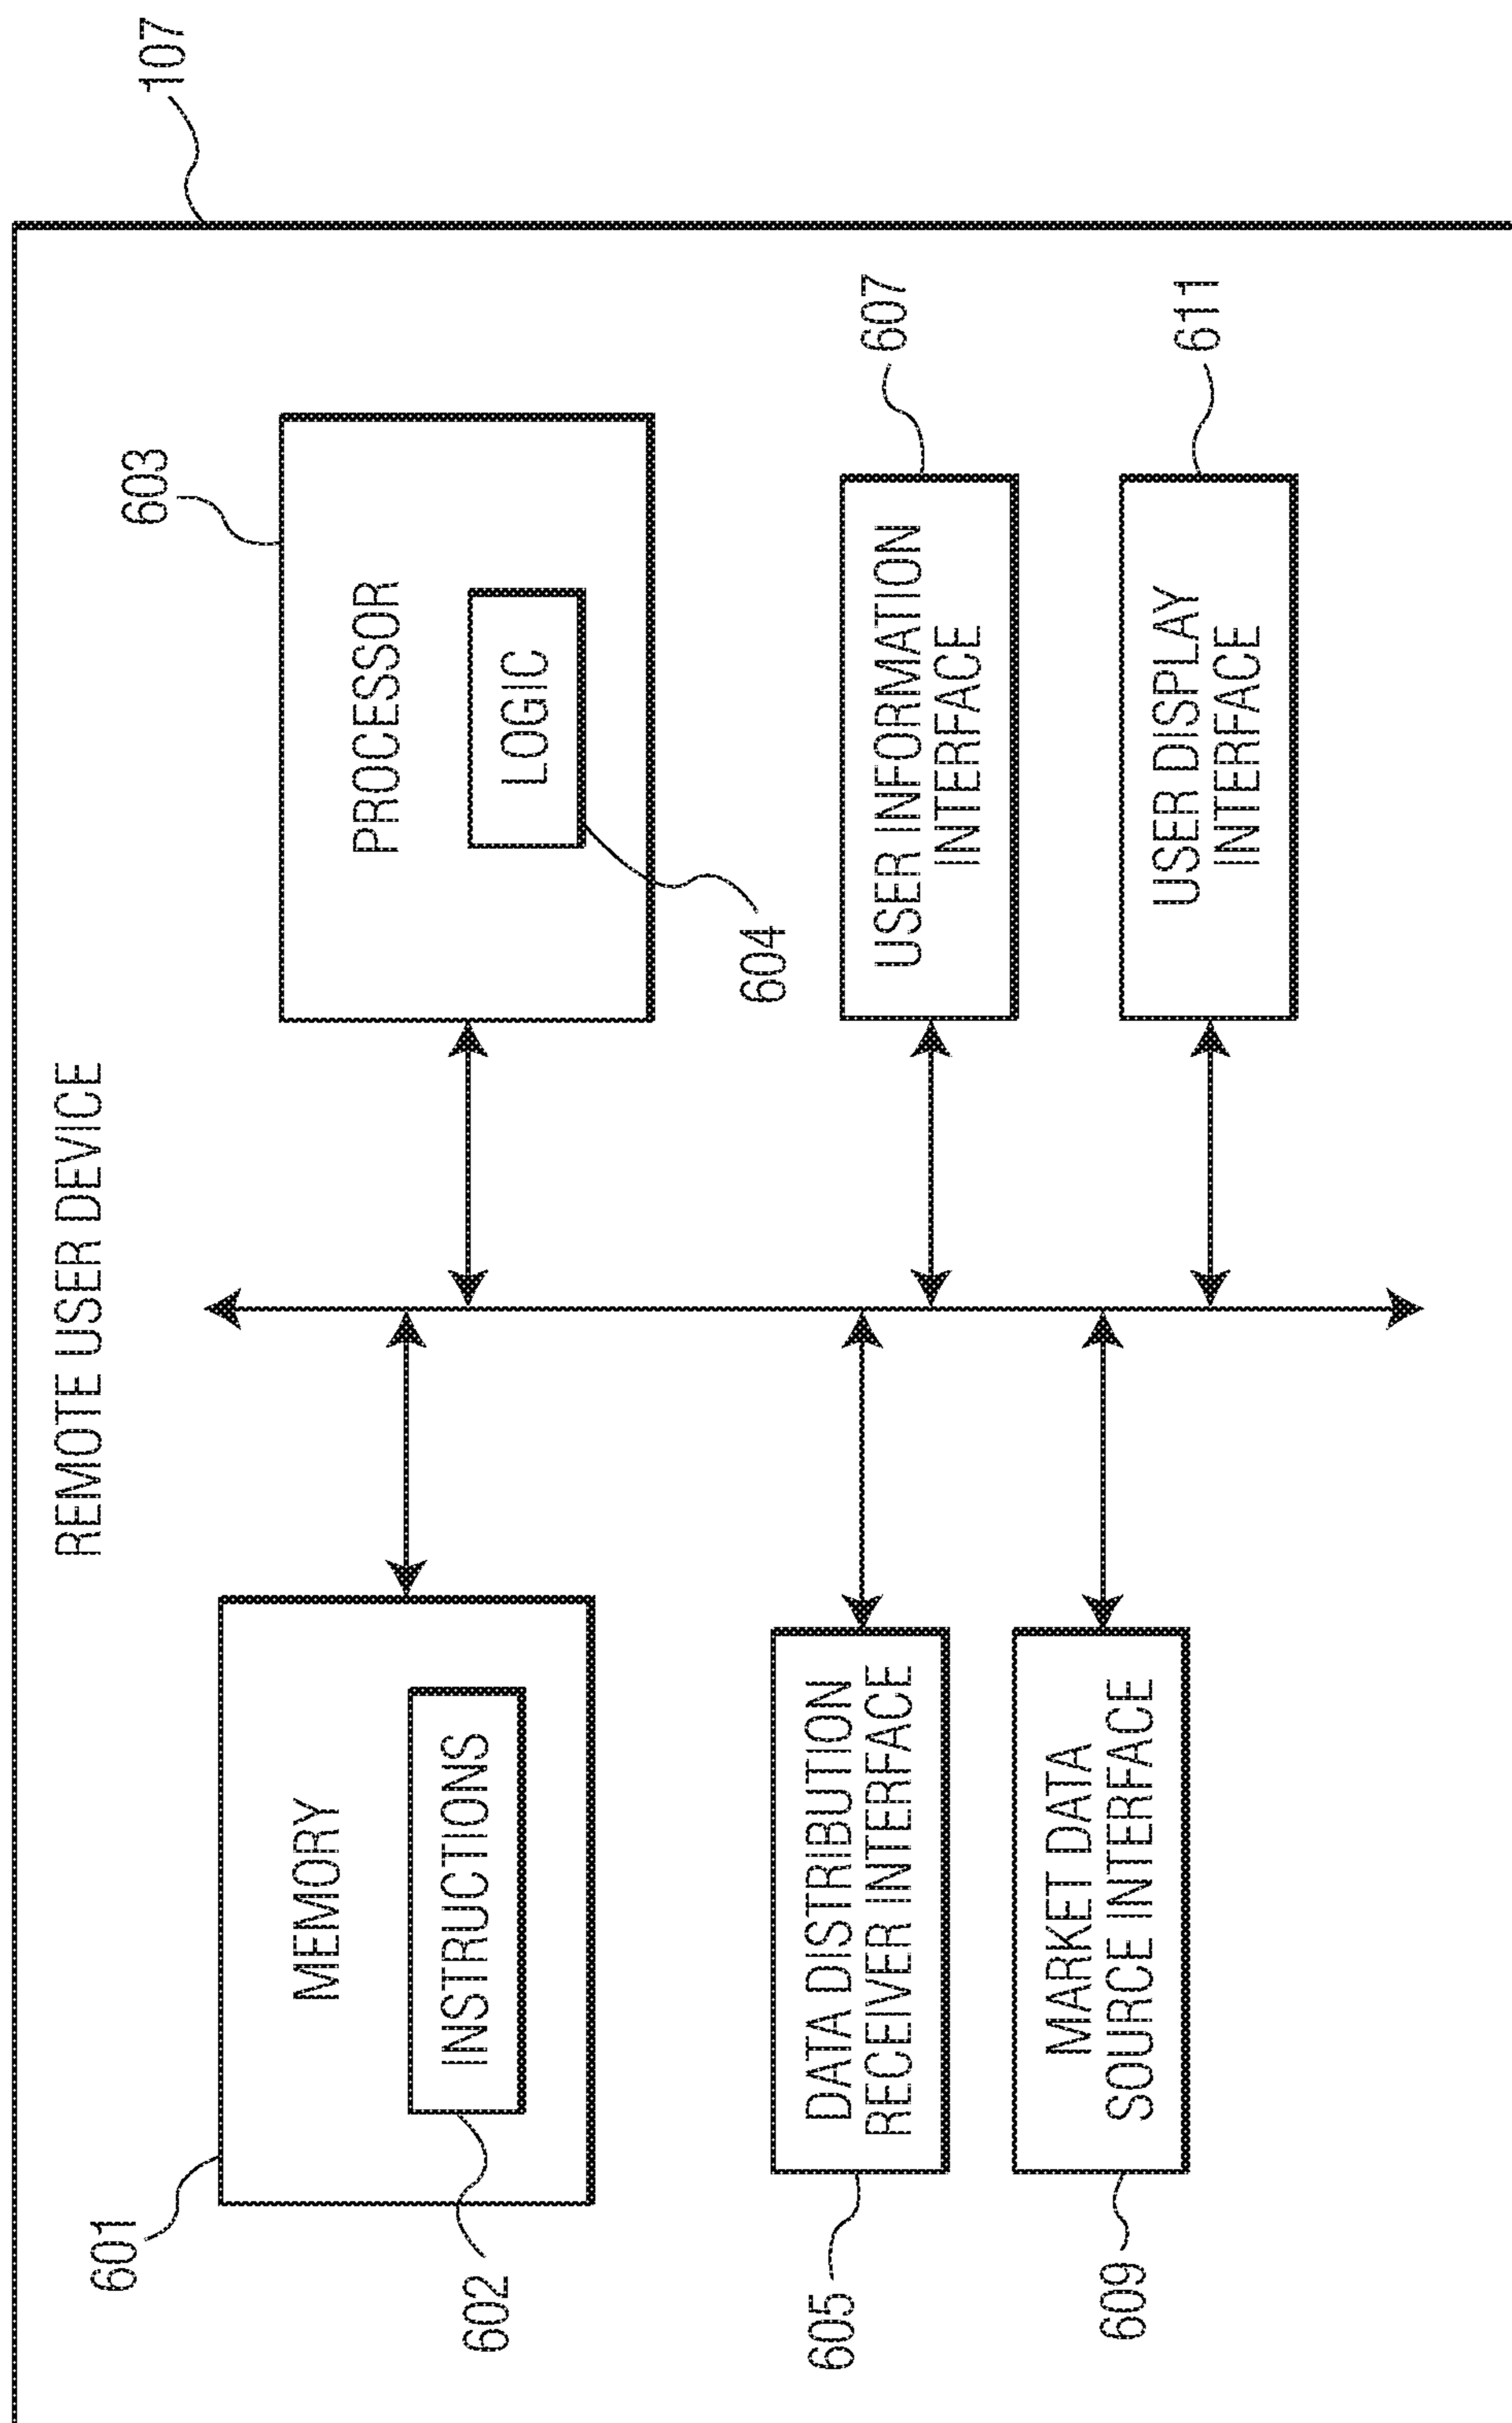 REMOTE USER DEVICE
107
601
MEMORY
INSTRUCTIONS
602
603
PROCESSOR
LOGIC
604
605
DATA DISTRIBUTION
RECEIVER INTERFACE
607
USER INFORMATION
INTERFACE
609
MARKET DATA
SOURCE INTERFACE
611
USER DISPLAY
INTERFACE